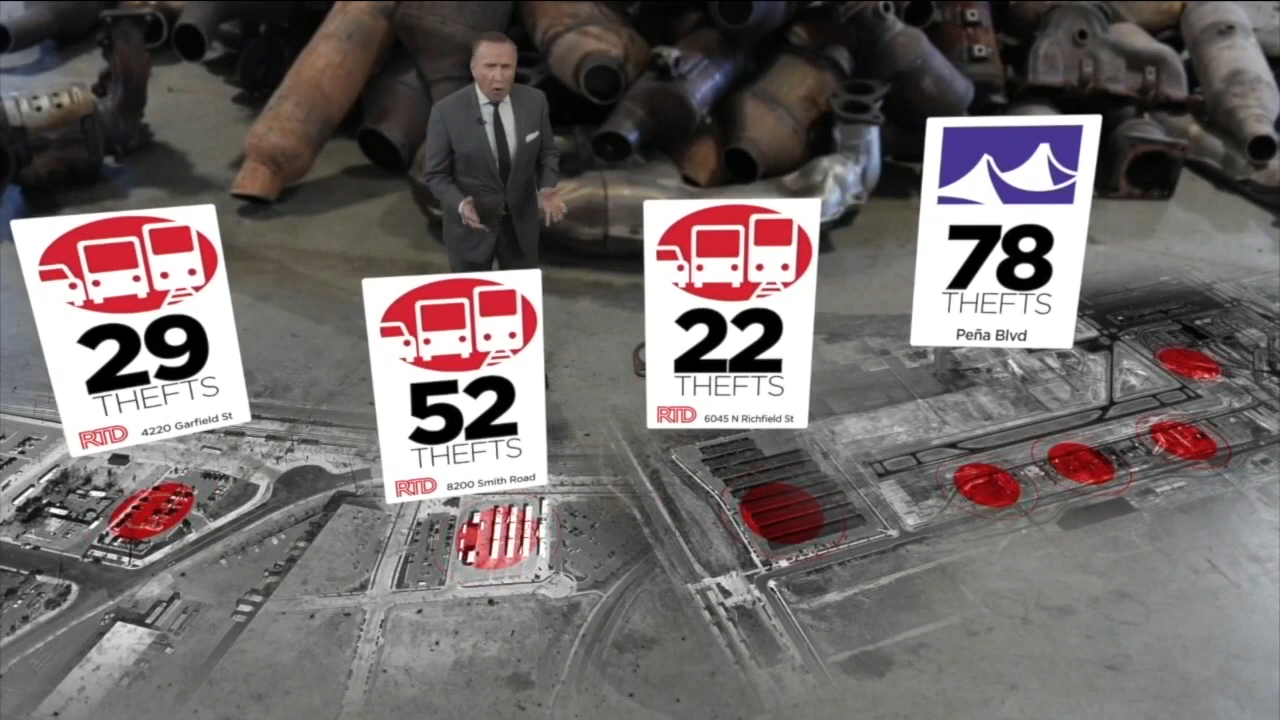 29
THEFTS
RTD 4220 Garfield St
52
THEFTS
RTD 8200 Smith Road
22
THEFTS
RTD 6045 N Richfield St
78
THEFTS
Peña Blvd